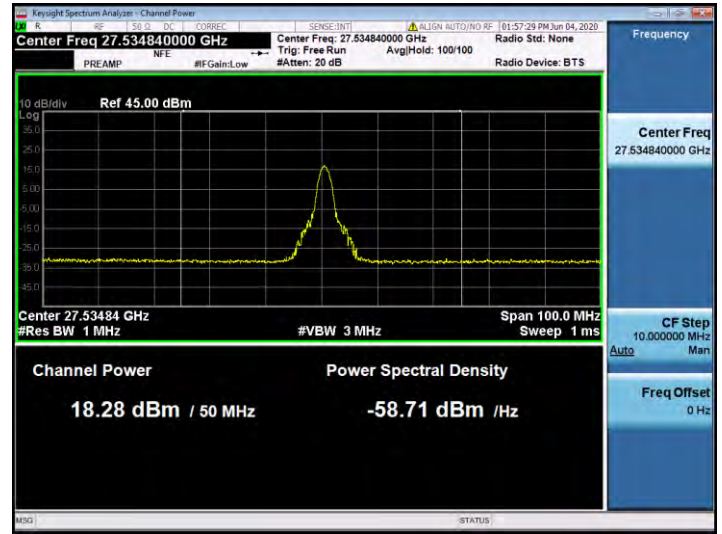 Keysight Spectrum Analyzer - Channel Power
R RF 50 Ω DC CORREC SENSE:INT ALIGN AUTO/NO RF 01:57:29 PM Jun 04, 2020
Center Freq 27.534840000 GHz
NFE
PREAMP #IFGain:Low
Center Freq: 27.534840000 GHz
Trig: Free Run Avg|Hold: 100/100
#Atten: 20 dB
Radio Std: None
Radio Device: BTS
Frequency
10 dB/div Ref 45.00 dBm
Log
35.0
25.0
15.0
5.00
-5.00
-15.0
-25.0
-35.0
-45.0
Center 27.53484 GHz Span 100.0 MHz
#Res BW 1 MHz #VBW 3 MHz Sweep 1 ms
Channel Power Power Spectral Density
18.28 dBm / 50 MHz -58.71 dBm /Hz
Center Freq
27.534840000 GHz
CF Step
10.000000 MHz
Auto Man
Freq Offset
0 Hz
MSG STATUS